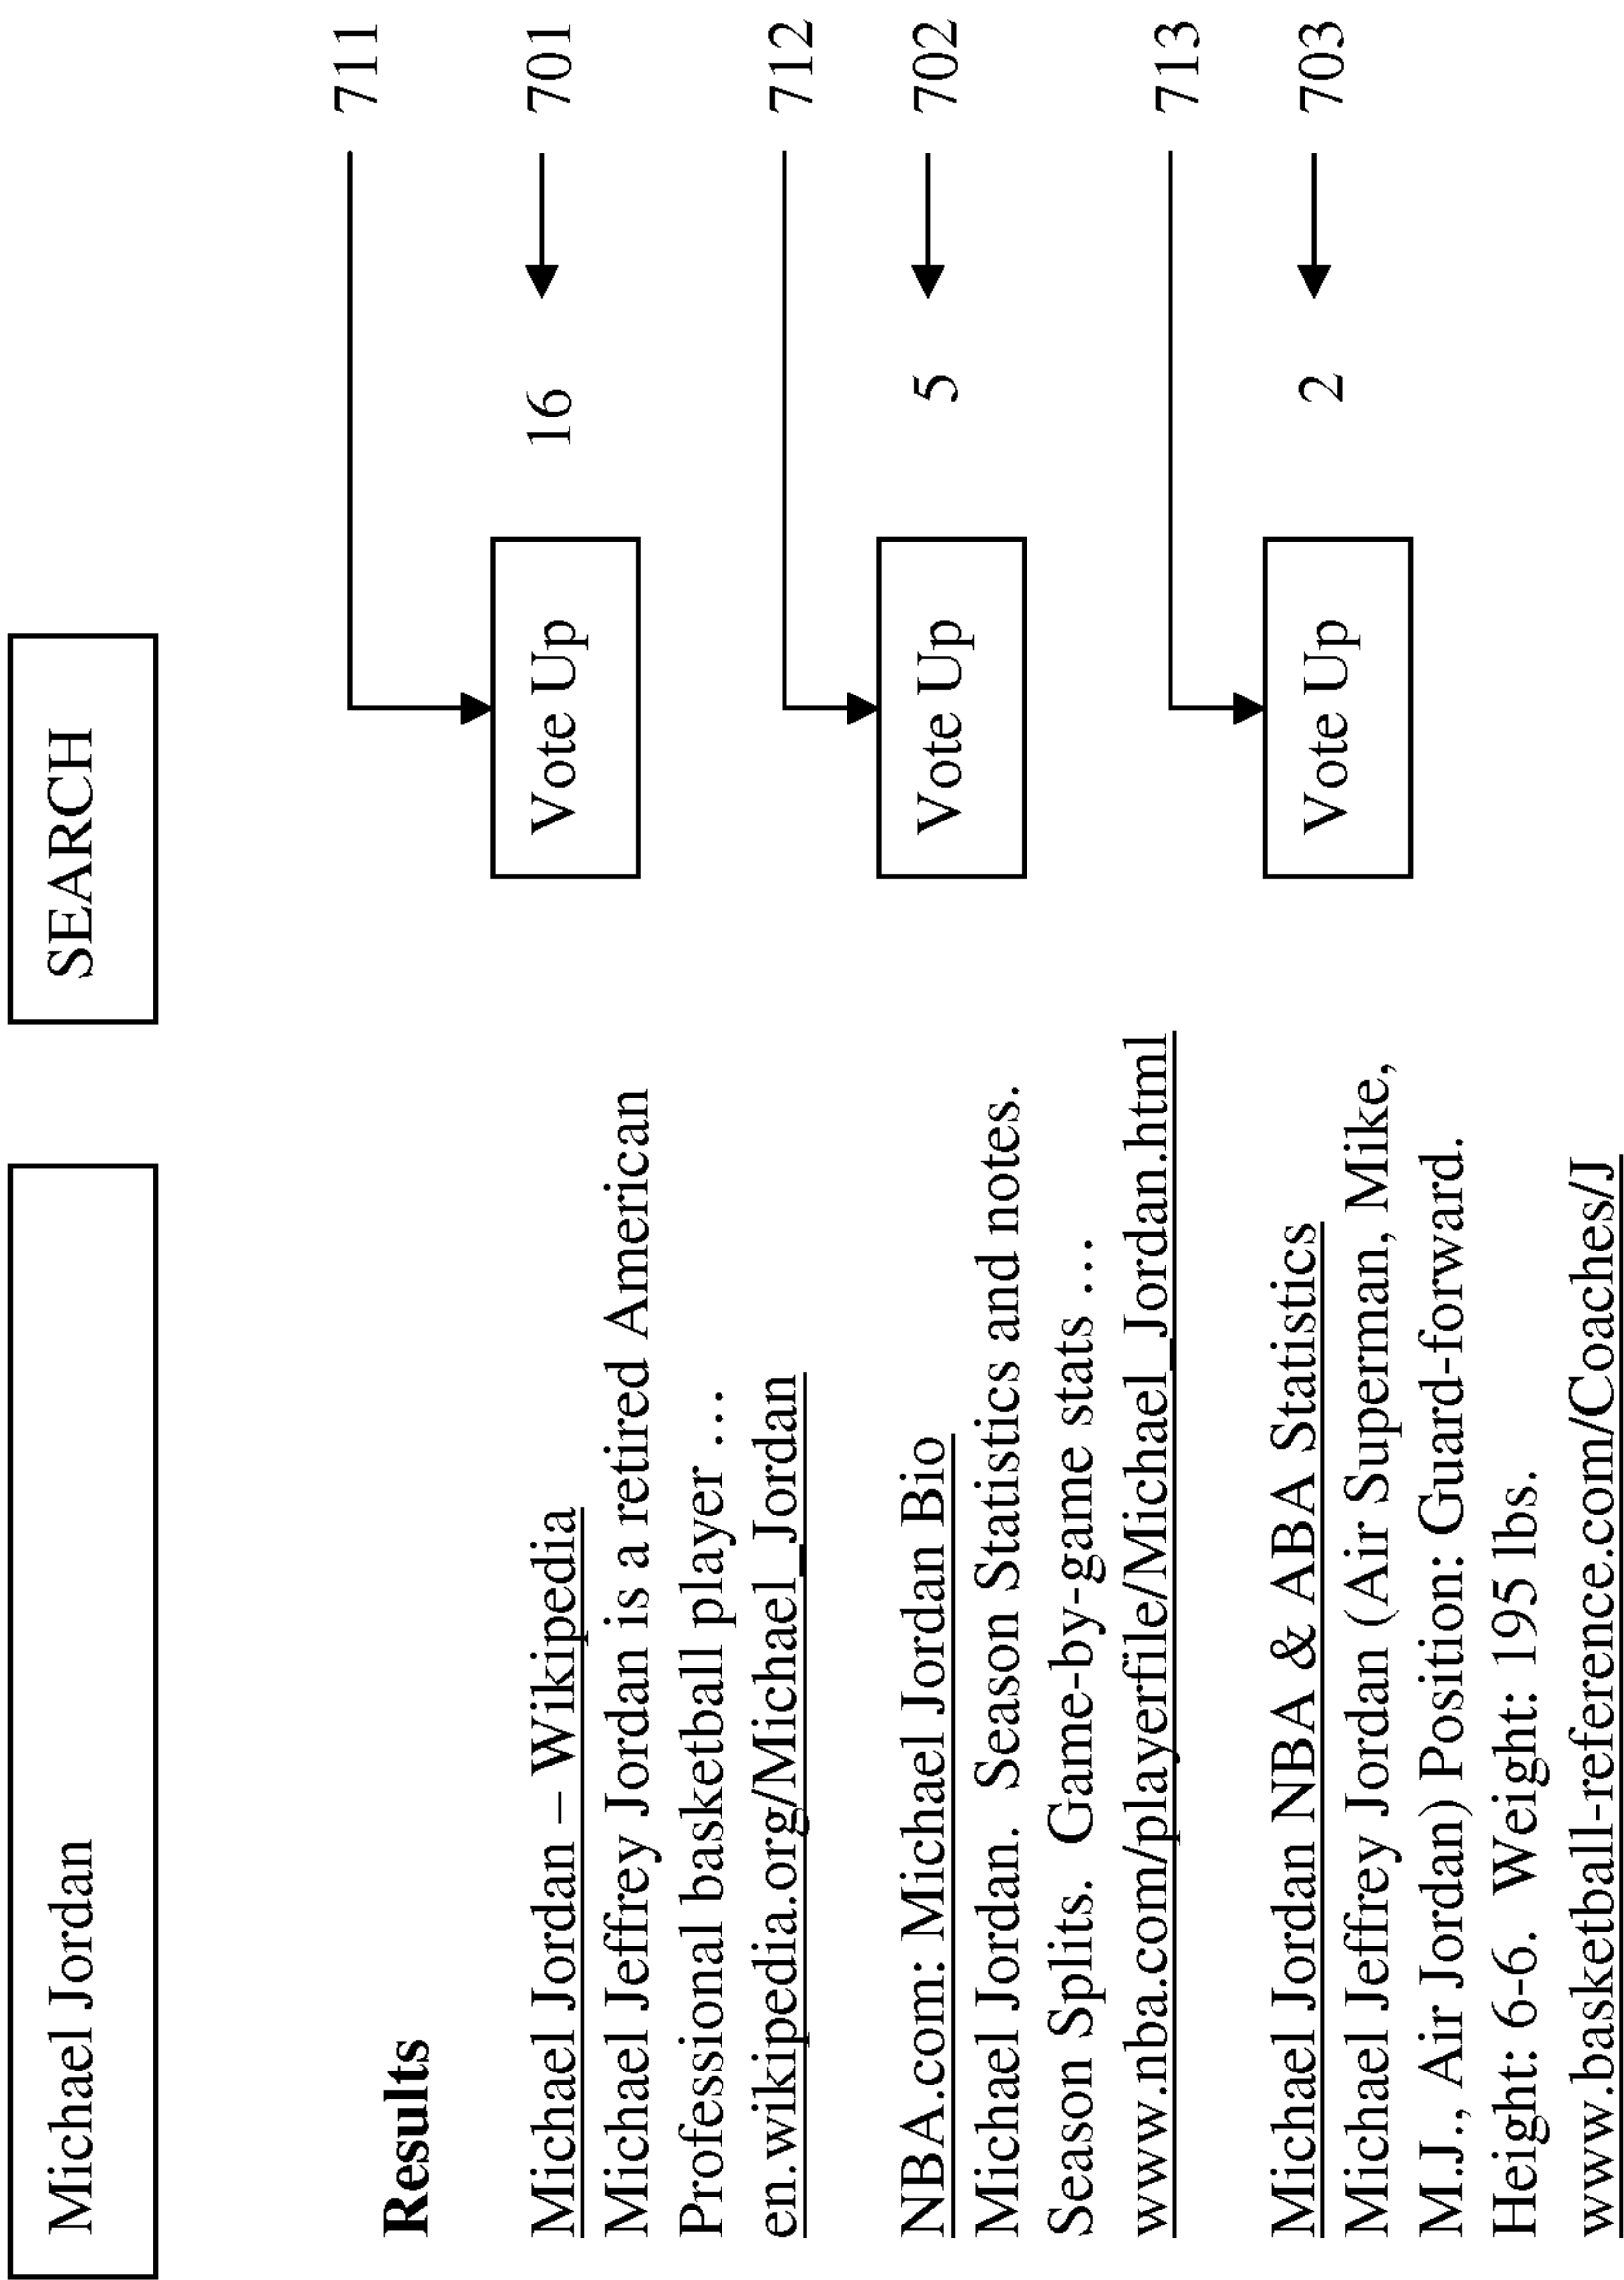 Michael Jordan
SEARCH
Results
711
Michael Jordan – Wikipedia
Michael Jeffrey Jordan is a retired American
Professional basketball player …
en.wikipedia.org/Michael_Jordan
Vote Up
16
701
712
NBA.com: Michael Jordan Bio
Michael Jordan.  Season Statistics and notes.
Season Splits.  Game-by-game stats …
www.nba.com/playerfile/Michael_Jordan.html
Vote Up
5
702
713
Michael Jordan NBA & ABA Statistics
Michael Jeffrey Jordan (Air Superman, Mike,
M.J., Air Jordan) Position: Guard-forward.
Height: 6-6.  Weight: 195 lbs.
www.basketball-reference.com/Coaches/J
Vote Up
2
703